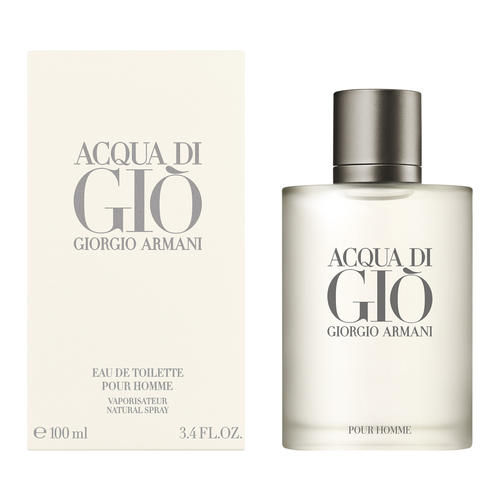 ACQUA DI
GIÒ
GIORGIO ARMANI
EAU DE TOILETTE
POUR HOMME
VAPORISATEUR
NATURAL SPRAY
℮ 100 ml 3.4 FL.OZ.
ACQUA DI
GIÒ
GIORGIO ARMANI
POUR HOMME